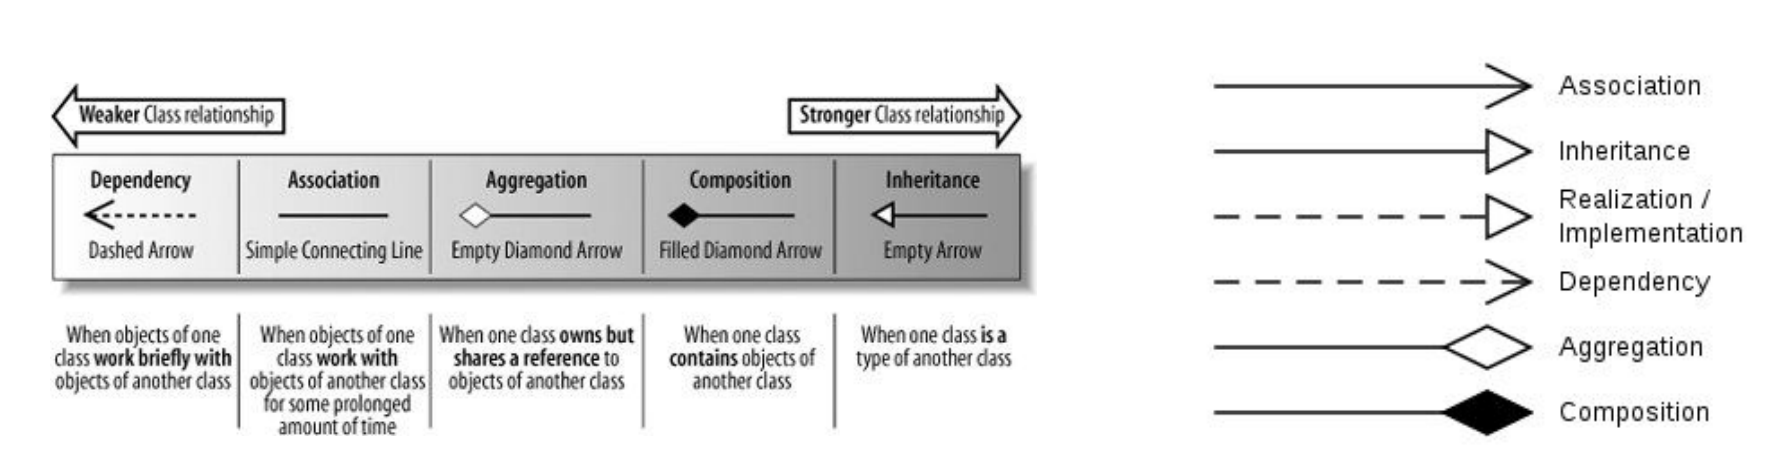 Weaker Class relationship
Stronger Class relationship
Dependency
Dashed Arrow
When objects of one
class work briefly with
objects of another class
Association
Simple Connecting Line
When objects of one
class work with
objects of another class
for some prolonged
amount of time
Aggregation
Empty Diamond Arrow
When one class owns but
shares a reference to
objects of another class
Composition
Filled Diamond Arrow
When one class
contains objects of
another class
Inheritance
Empty Arrow
When one class is a
type of another class
Association
Inheritance
Realization /
Implementation
Dependency
Aggregation
Composition